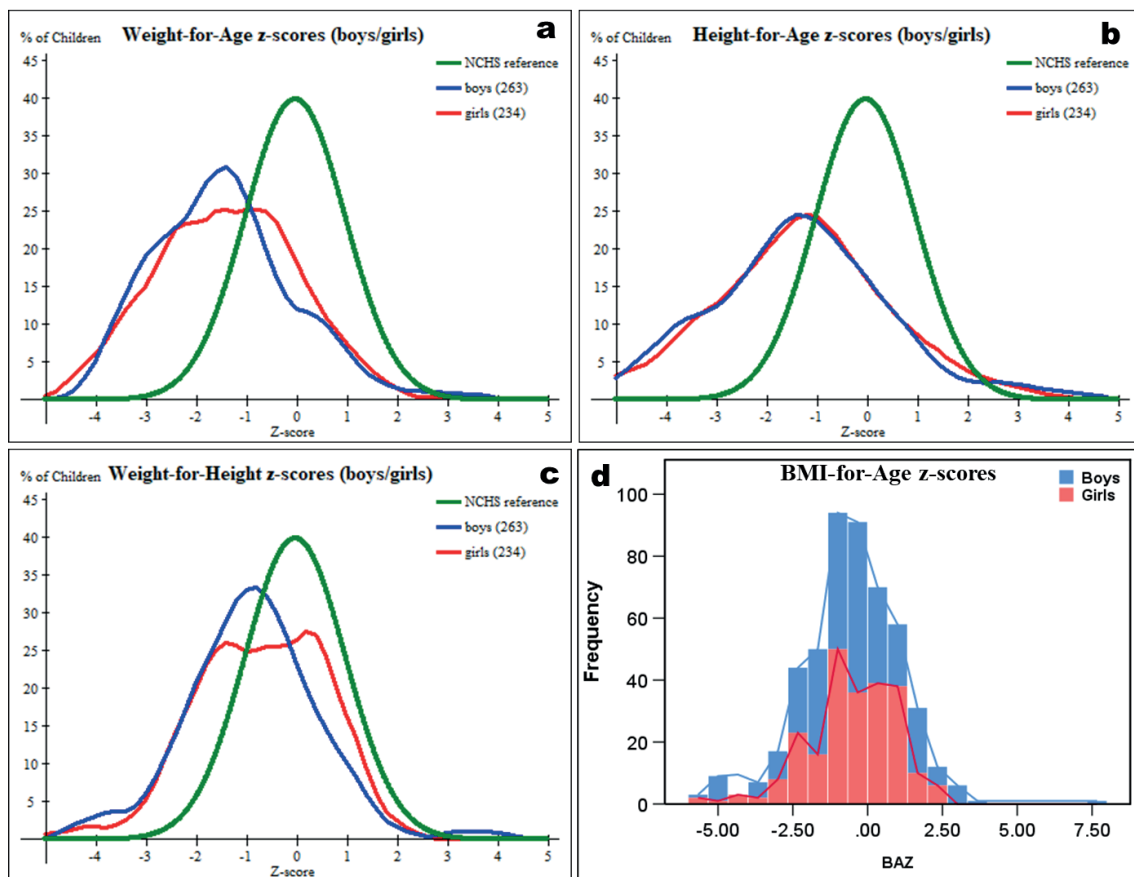 % of Children Weight-for-Age z-scores (boys/girls) a
45
40
35
30
25
20
15
10
5
NCHS reference
boys (263)
girls (234)
-4 -3 -2 -1 0 1 2 3 4 5
Z-score
% of Children Height-for-Age z-scores (boys/girls) b
45
40
35
30
25
20
15
10
5
NCHS reference
boys (263)
girls (234)
-4 -3 -2 -1 0 1 2 3 4 5
Z-score
% of Children Weight-for-Height z-scores (boys/girls) c
45
40
35
30
25
20
15
10
5
NCHS reference
boys (263)
girls (234)
-4 -3 -2 -1 0 1 2 3 4 5
Z-score
d BMI-for-Age z-scores
Boys
Girls
100
80
60
40
20
0
Frequency
-5.00 -2.50 .00 2.50 5.00 7.50
BAZ